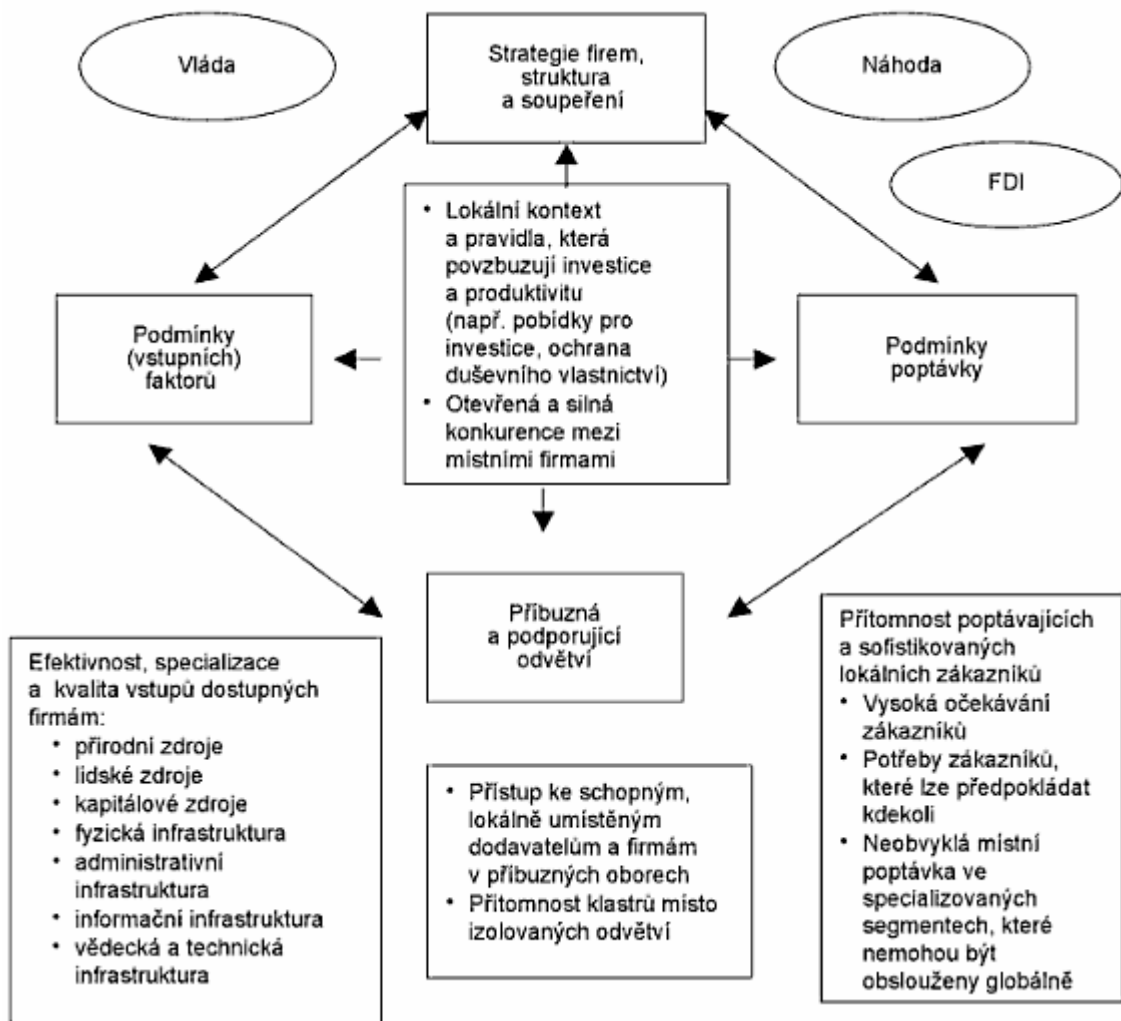 Vláda
Strategie firem,
struktura
a soupeření
Náhoda
FDI
• Lokální kontext
a pravidla, která
povzbuzují investice
a produktivitu
(např. pobídky pro
investice, ochrana
duševního vlastnictví)
• Otevřená a silná
konkurence mezi
místními firmami
Podmínky
(vstupních)
faktorů
Podmínky
poptávky
Příbuzná
a podporující
odvětví
Efektivnost, specializace
a kvalita vstupů dostupných
firmám:
• přírodní zdroje
• lidské zdroje
• kapitálové zdroje
• fyzická infrastruktura
• administrativní
infrastruktura
• informační infrastruktura
• vědecká a technická
infrastruktura
• Přístup ke schopným,
lokálně umístěným
dodavatelům a firmám
v příbuzných oborech
• Přítomnost klastrů místo
izolovaných odvětví
Přítomnost poptávajících
a sofistikovaných
lokálních zákazníků
• Vysoká očekávání
zákazníků
• Potřeby zákazníků,
které lze předpokládat
kdekoli
• Neobvyklá místní
poptávka ve
specializovaných
segmentech, které
nemohou být
obslouženy globálně